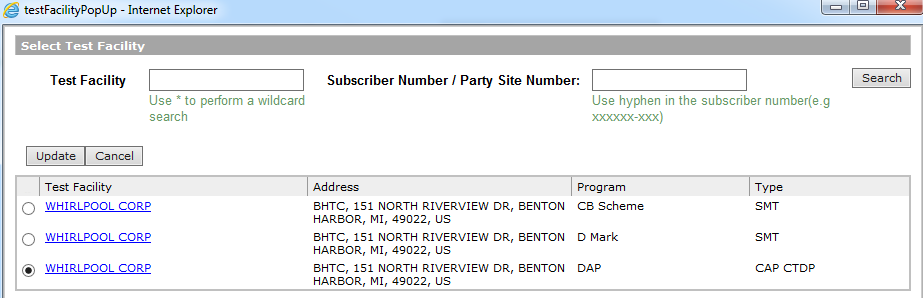 testFacilityPopUp - Internet Explorer
Select Test Facility
Test Facility Subscriber Number / Party Site Number: Search
Use * to perform a wildcard Use hyphen in the subscriber number(e.g
search xxxxxx-xxx)
Update Cancel
Test Facility Address Program Type
WHIRLPOOL CORP BHTC, 151 NORTH RIVERVIEW DR, BENTON CB Scheme SMT
HARBOR, MI, 49022, US
WHIRLPOOL CORP BHTC, 151 NORTH RIVERVIEW DR, BENTON D Mark SMT
HARBOR, MI, 49022, US
WHIRLPOOL CORP BHTC, 151 NORTH RIVERVIEW DR, BENTON DAP CAP CTDP
HARBOR, MI, 49022, US